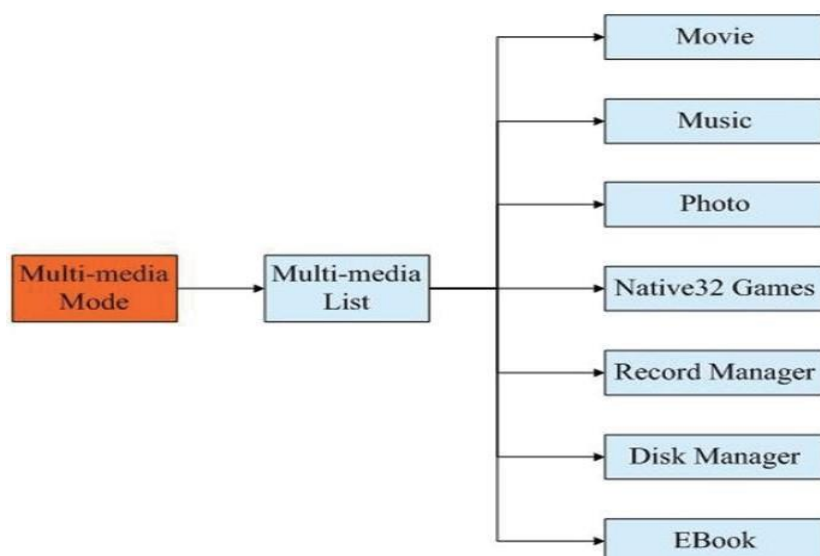 Movie
Music
Photo
Multi-media
Mode
Multi-media
List
Native32 Games
Record Manager
Disk Manager
EBook